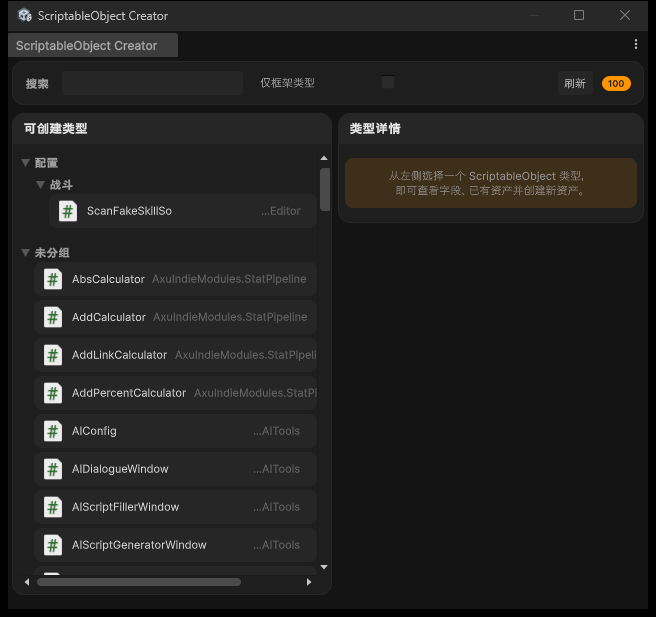 ScriptableObject Creator
ScriptableObject Creator
搜索 仅框架类型 刷新 100
可创建类型
配置
战斗
ScanFakeSkillSo ...Editor
未分组
AbsCalculator AxuIndieModules.StatPipeline
AddCalculator AxuIndieModules.StatPipeline
AddLinkCalculator AxuIndieModules.StatPipeli
AddPercentCalculator AxuIndieModules.StatPi
AIConfig ...AITools
AIDialogueWindow ...AITools
AIScriptFillerWindow ...AITools
AIScriptGeneratorWindow ...AITools
类型详情
从左侧选择一个 ScriptableObject 类型,
即可查看字段、已有资产并创建新资产。